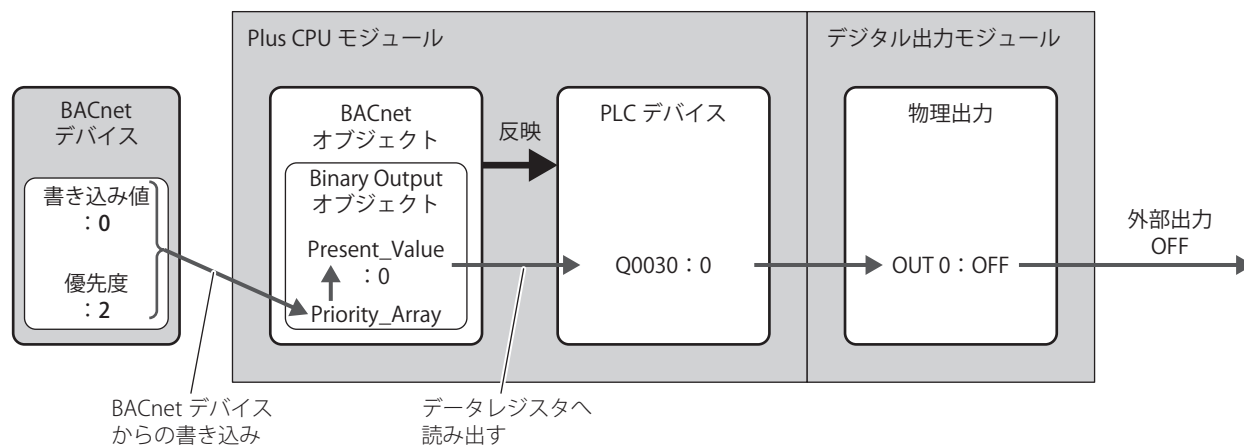 Plus CPU モジュール
デジタル出力モジュール
BACnet
デバイス
書き込み値
：0
優先度
：2
BACnet
オブジェクト
Binary Output
オブジェクト
Present_Value
：0
Priority_Array
反映
PLC デバイス
Q0030：0
物理出力
OUT 0：OFF
外部出力
OFF
BACnet デバイス
からの書き込み
データレジスタへ
読み出す